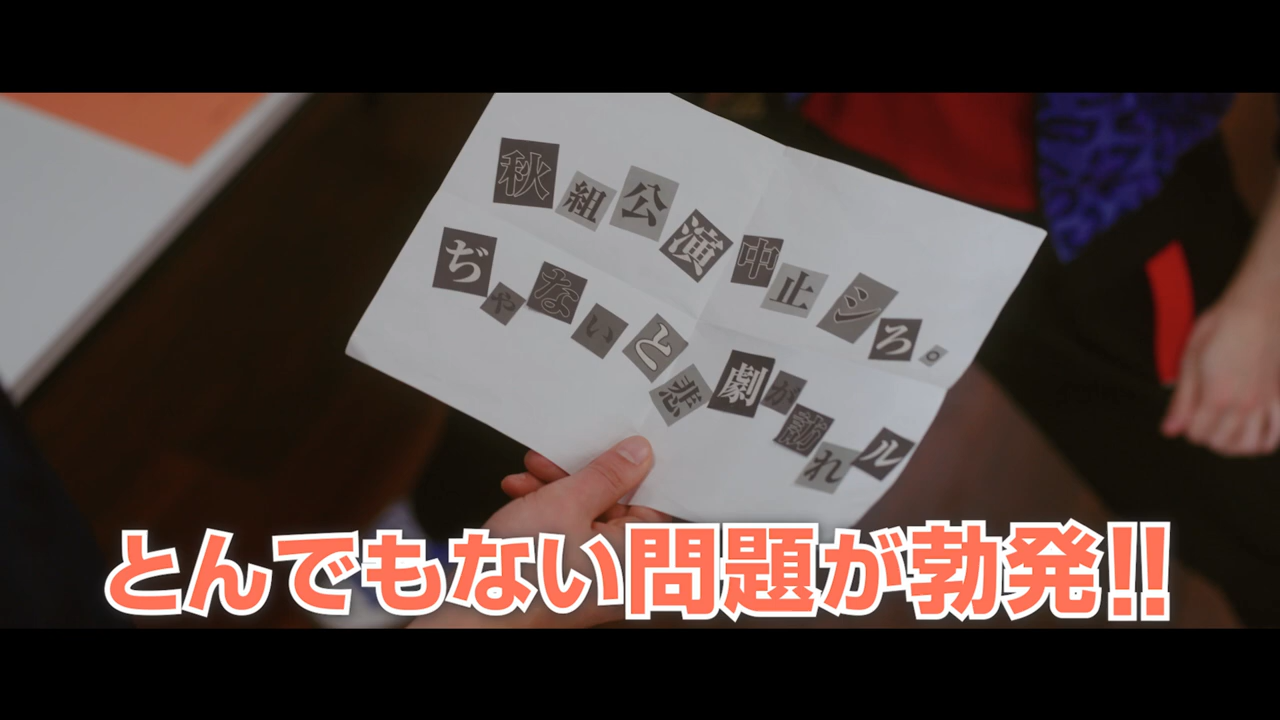 秋組公演中止シろ。
ぢゃないと悲劇が訪れル
とんでもない問題が勃発!!